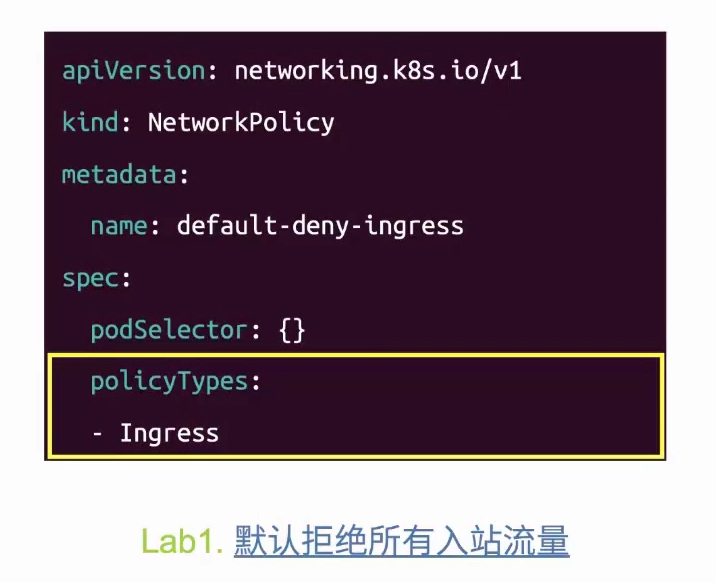 apiVersion: networking.k8s.io/v1
kind: NetworkPolicy
metadata:
  name: default-deny-ingress
spec:
  podSelector: {}
  policyTypes:
  - Ingress
Lab1. 默认拒绝所有入站流量